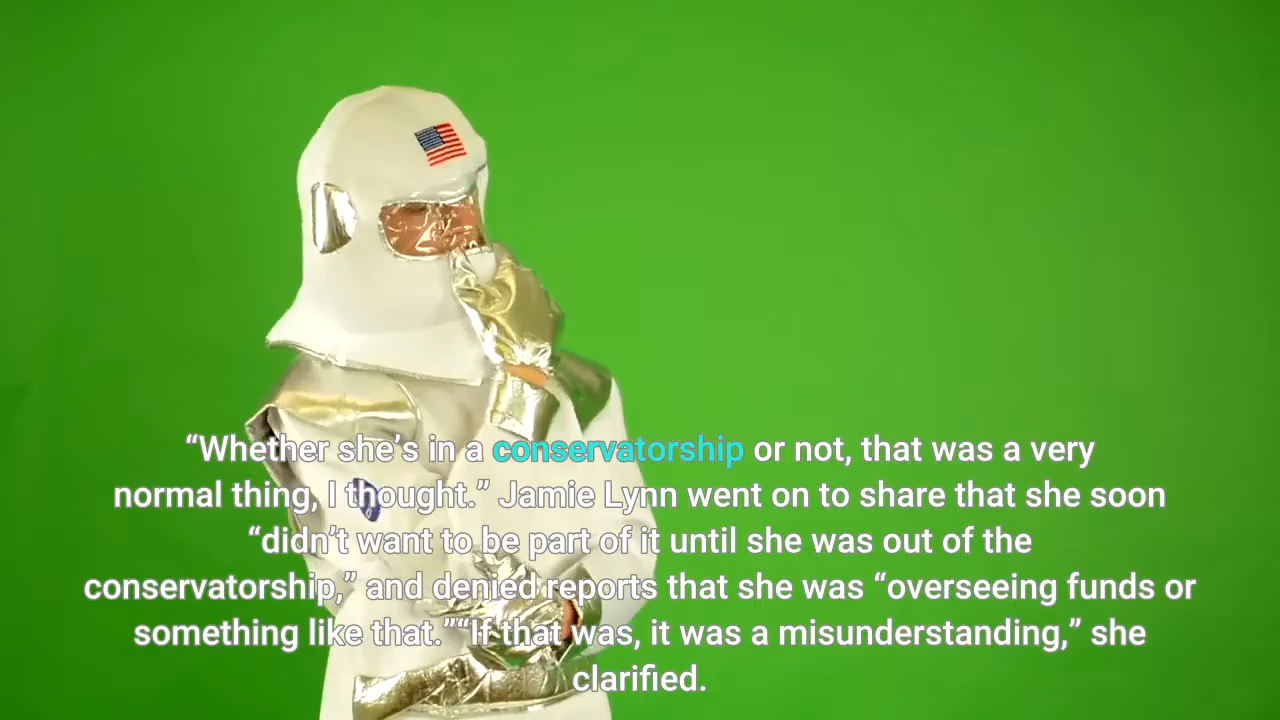 “Whether she’s in a conservatorship or not, that was a very
normal thing, I thought.” Jamie Lynn went on to share that she soon
“didn’t want to be part of it until she was out of the
conservatorship,” and denied reports that she was “overseeing funds or
something like that.”“If that was, it was a misunderstanding,” she
clarified.